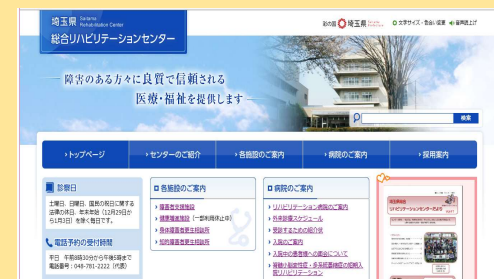 埼玉県 Saitama Rehabilitation Center
総合リハビリテーションセンター
彩の国 埼玉県
文字サイズ・色合い変更 音声読上げ
障害のある方々に良質で信頼される
医療・福祉を提供します
検索
›トップページ ›センターのご紹介 ›各施設のご案内 ›病院のご案内 ›採用案内
診察日
土曜日、日曜日、国民の祝日に関する
法律の休日、年末年始（12月29日か
ら1月3日）を除く毎日です。
電話予約の受付時間
平日 午前8時30分から午後5時まで
電話番号：048-781-2222（代表）
各施設のご案内
障害者支援施設
健康増進施設（一部利用休止中）
身体障害者更生相談所
知的障害者更生相談所
病院のご案内
リハビリテーション病院のご案内
外来診療スケジュール
受診するための紹介状
入院のご案内
入院中の患者様への面会について
脊髄小脳変性症・多系統萎縮症の短期入
院リハビリテーション